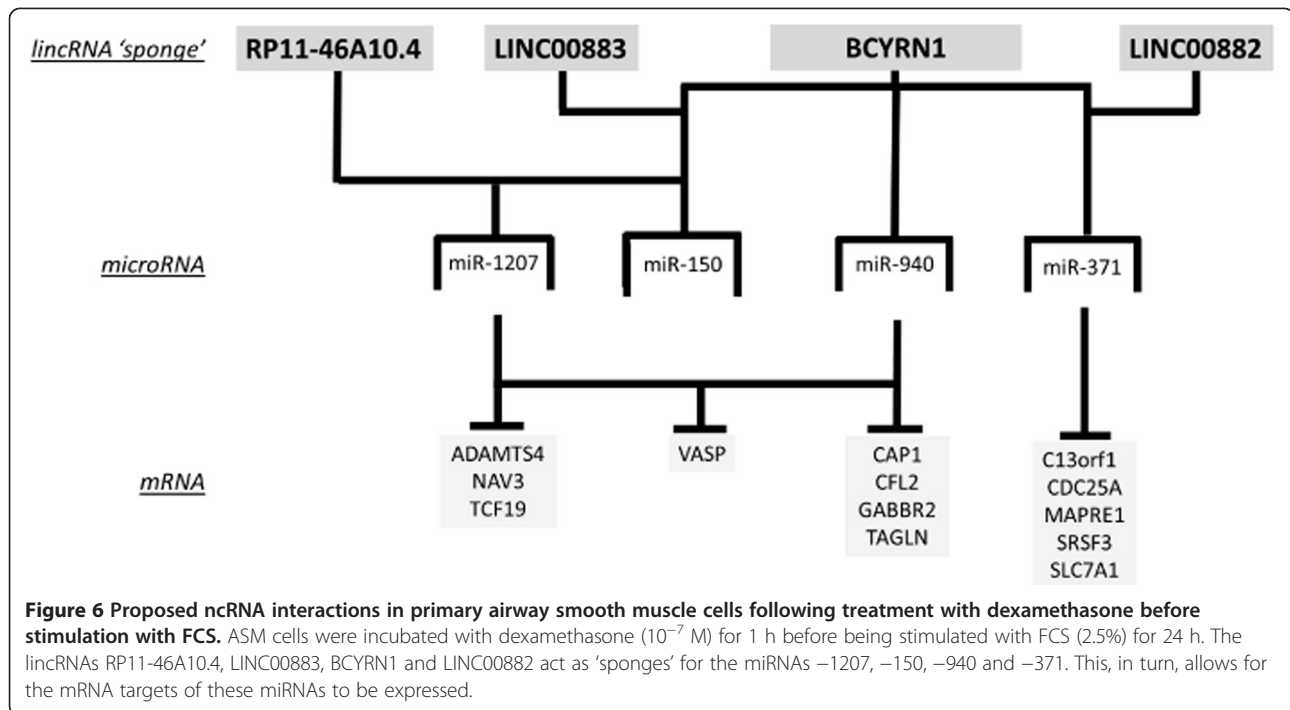 lincRNA 'sponge'
RP11-46A10.4
LINC00883
BCYRN1
LINC00882
microRNA
miR-1207
miR-150
miR-940
miR-371
mRNA
ADAMTS4
NAV3
TCF19
VASP
CAP1
CFL2
GABBR2
TAGLN
C13orf1
CDC25A
MAPRE1
SRSF3
SLC7A1
Figure 6 Proposed ncRNA interactions in primary airway smooth muscle cells following treatment with dexamethasone before
stimulation with FCS. ASM cells were incubated with dexamethasone (10⁻⁷ M) for 1 h before being stimulated with FCS (2.5%) for 24 h. The
lincRNAs RP11-46A10.4, LINC00883, BCYRN1 and LINC00882 act as ‘sponges’ for the miRNAs −1207, −150, −940 and −371. This, in turn, allows for
the mRNA targets of these miRNAs to be expressed.